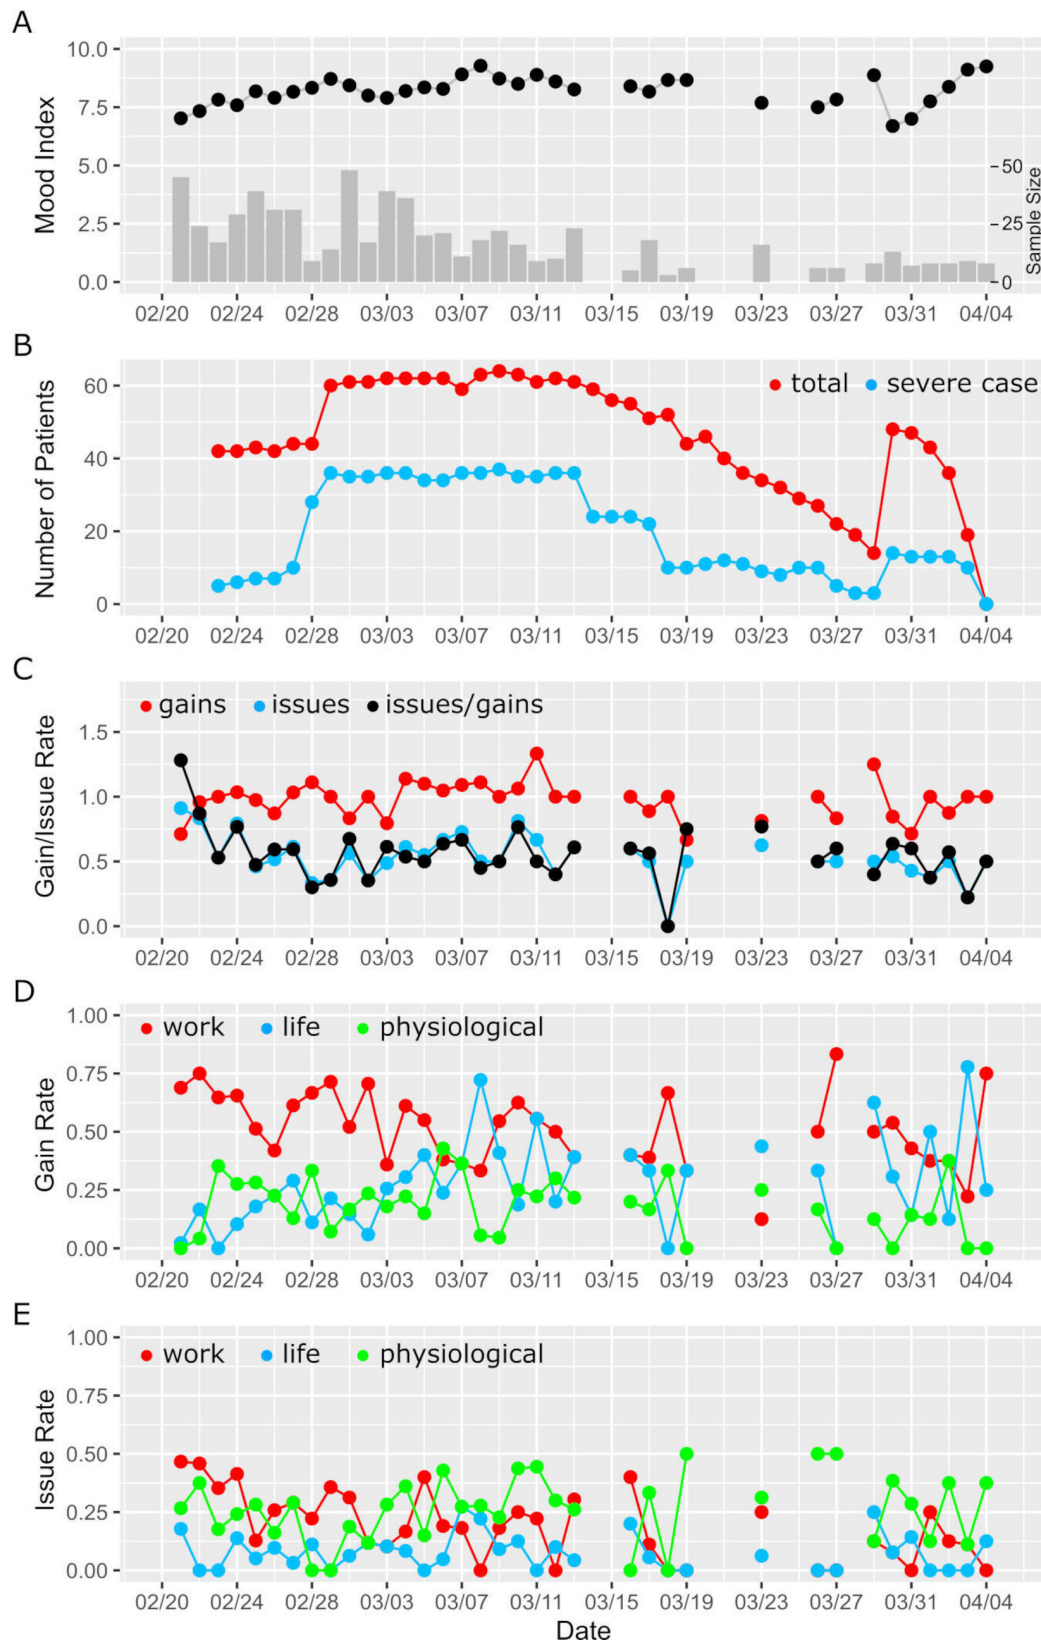 A
10.0
7.5
5.0
2.5
0.0
Mood Index
50
25
0
Sample Size
02/20 02/24 02/28 03/03 03/07 03/11 03/15 03/19 03/23 03/27 03/31 04/04
B
total severe case
60
40
20
0
Number of Patients
02/20 02/24 02/28 03/03 03/07 03/11 03/15 03/19 03/23 03/27 03/31 04/04
C
gains issues issues/gains
1.5
1.0
0.5
0.0
Gain/Issue Rate
02/20 02/24 02/28 03/03 03/07 03/11 03/15 03/19 03/23 03/27 03/31 04/04
D
work life physiological
1.00
0.75
0.50
0.25
0.00
Gain Rate
02/20 02/24 02/28 03/03 03/07 03/11 03/15 03/19 03/23 03/27 03/31 04/04
E
work life physiological
1.00
0.75
0.50
0.25
0.00
Issue Rate
02/20 02/24 02/28 03/03 03/07 03/11 03/15 03/19 03/23 03/27 03/31 04/04
Date